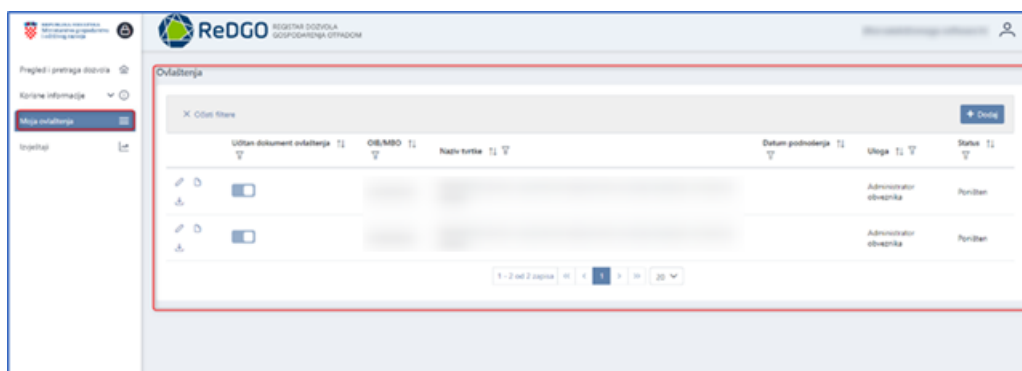 ReDGO
REGISTAR DOZVOLA
GOSPODARENJA OTPADOM
Pregled i pretraga dozvola
Korisne informacije
Moja ovlaštenja
Izvještaji
Ovlaštenja
Očisti filtere
+ Dodaj
Učitan dokument ovlaštenja
OIB/MBO
Naziv tvrtke
Datum podnošenja
Uloga
Status
Administrator
obveznika
Poništen
Administrator
obveznika
Poništen
1 - 2 od 2 zapisa
1
20